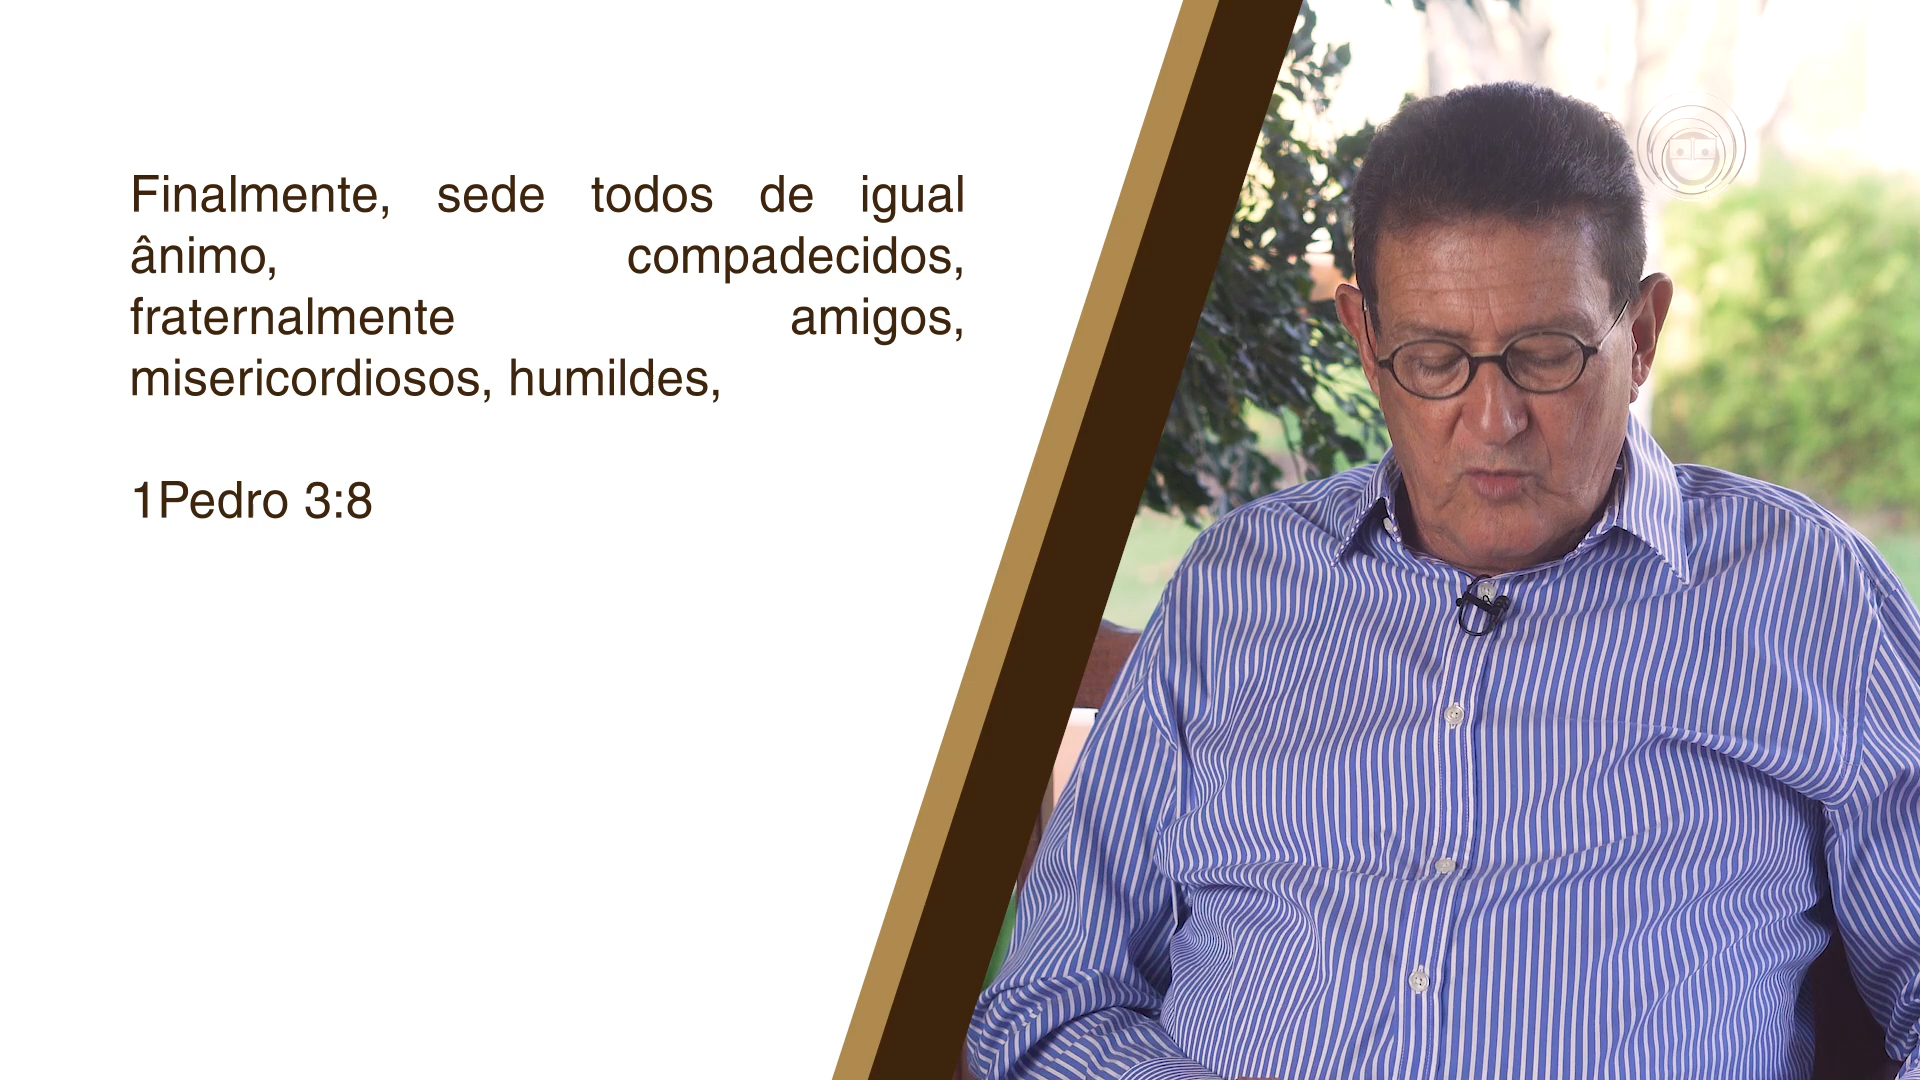 Finalmente, sede todos de igual
ânimo, compadecidos,
fraternalmente amigos,
misericordiosos, humildes,
1Pedro 3:8